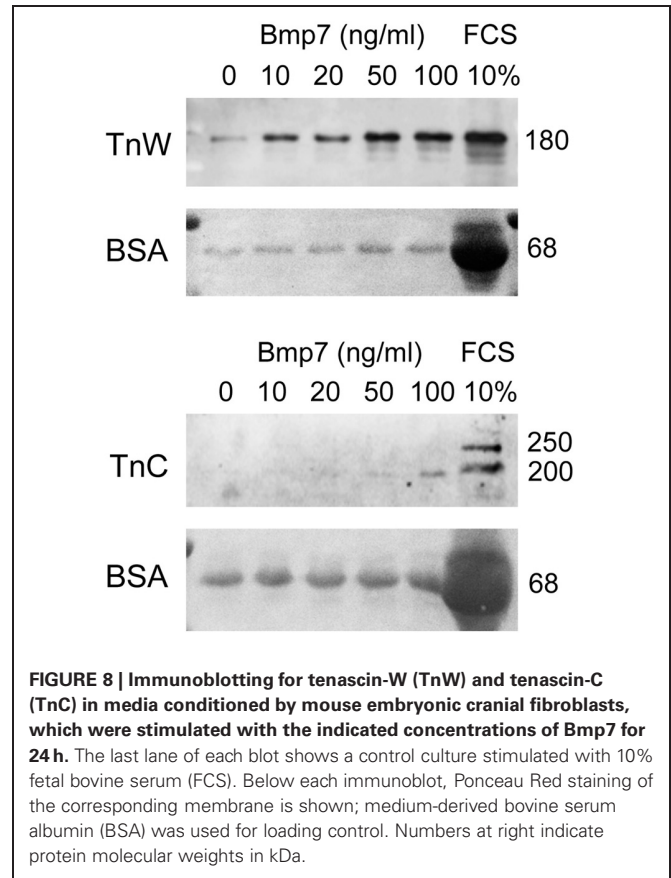 Bmp7 (ng/ml) FCS
0 10 20 50 100 10%
TnW 180
BSA 68
Bmp7 (ng/ml) FCS
0 10 20 50 100 10%
250
TnC 200
BSA 68
FIGURE 8 | Immunoblotting for tenascin-W (TnW) and tenascin-C
(TnC) in media conditioned by mouse embryonic cranial fibroblasts,
which were stimulated with the indicated concentrations of Bmp7 for
24 h. The last lane of each blot shows a control culture stimulated with 10%
fetal bovine serum (FCS). Below each immunoblot, Ponceau Red staining of
the corresponding membrane is shown; medium-derived bovine serum
albumin (BSA) was used for loading control. Numbers at right indicate
protein molecular weights in kDa.